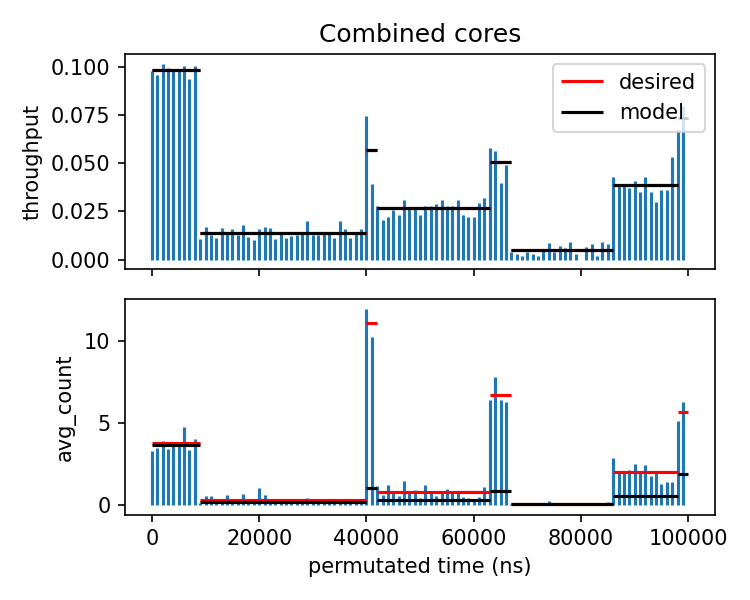 Combined cores
throughput
0.100
0.075
0.050
0.025
0.000
desired
model
avg_count
10
5
0
0 20000 40000 60000 80000 100000
permutated time (ns)